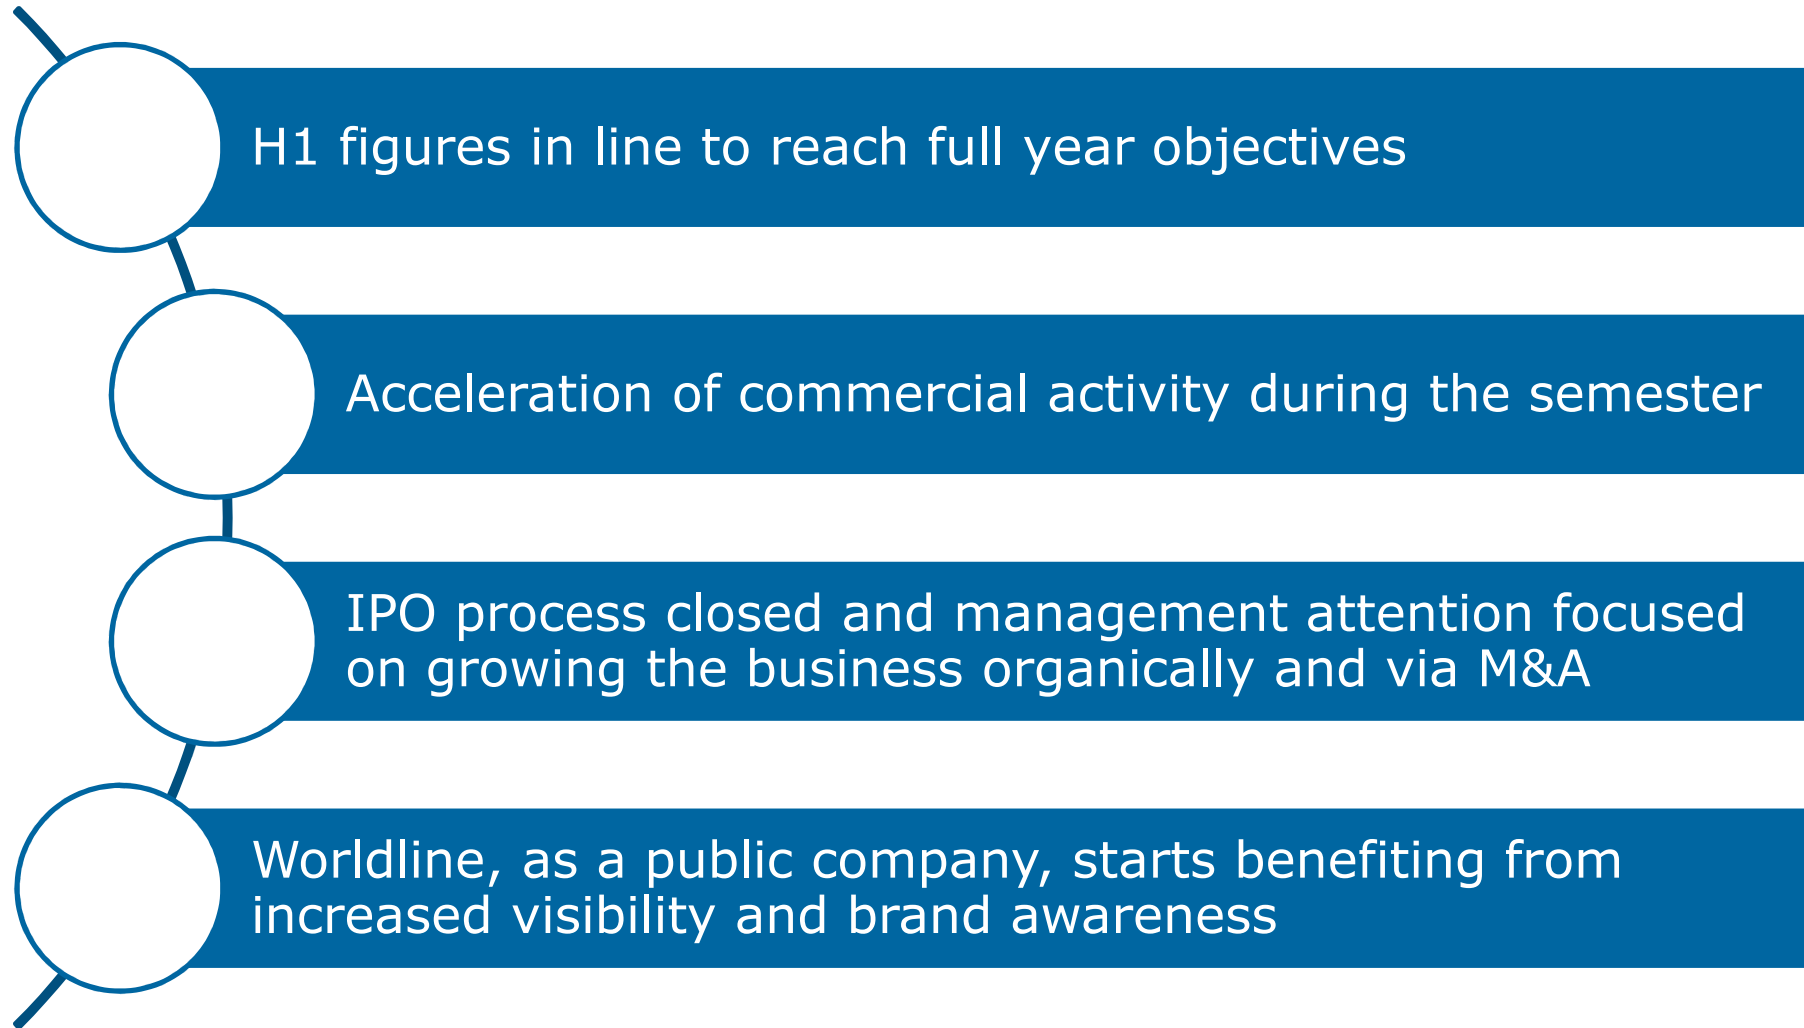 H1 figures in line to reach full year objectives
Acceleration of commercial activity during the semester
IPO process closed and management attention focused
on growing the business organically and via M&A
Worldline, as a public company, starts benefiting from
increased visibility and brand awareness